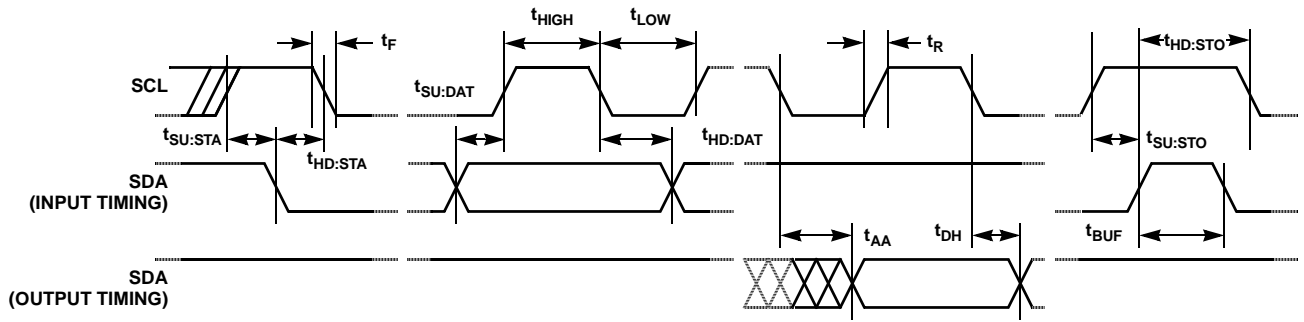 tHIGH
tLOW
tF
tR
tHD:STO
SCL
tSU:DAT
tSU:STA
tHD:STA
tHD:DAT
tSU:STO
SDA
(INPUT TIMING)
tAA
tDH
tBUF
SDA
(OUTPUT TIMING)